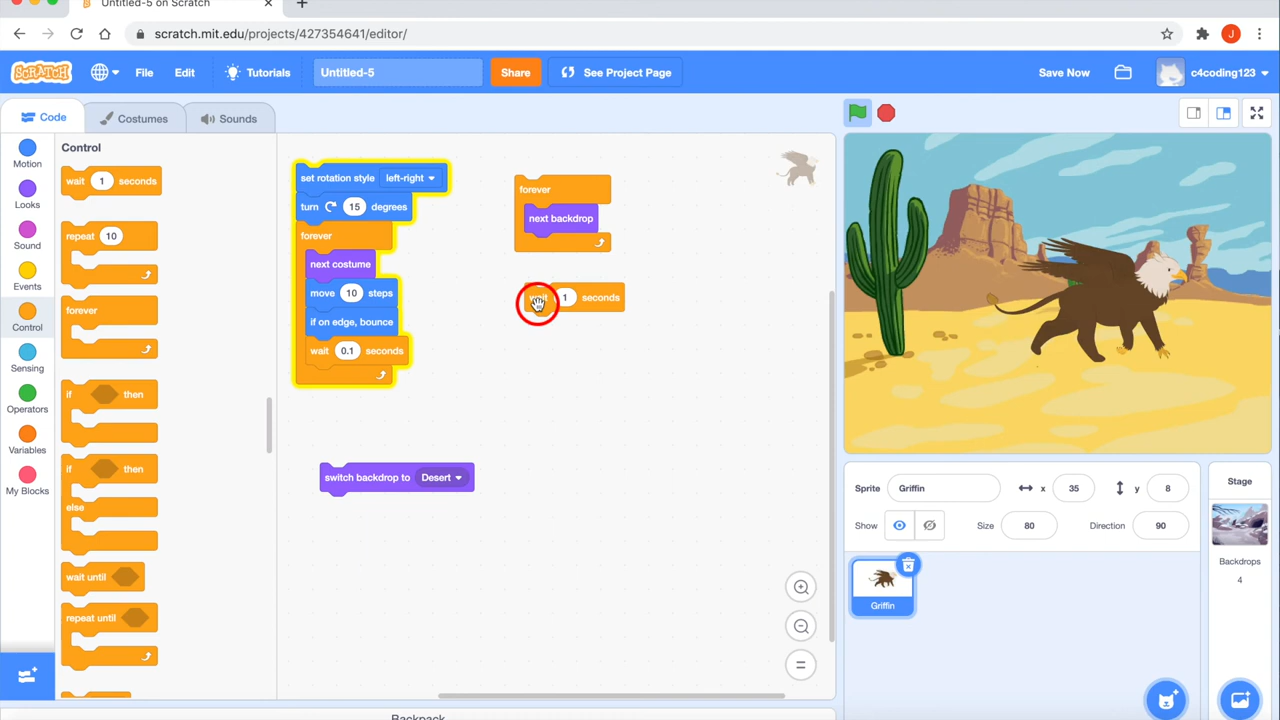 Untitled-5 on Scratch × +
scratch.mit.edu/projects/427354641/editor/
J
SCRATCH File Edit Tutorials Untitled-5 Share See Project Page Save Now c4coding123
Code Costumes Sounds
Motion
Looks
Sound
Events
Control
Sensing
Operators
Variables
My Blocks
Control
wait 1 seconds
repeat 10
forever
if then
if then
else
wait until
repeat until
set rotation style left-right
turn 15 degrees
forever
next costume
move 10 steps
if on edge, bounce
wait 0.1 seconds
switch backdrop to Desert
forever
next backdrop
wait 1 seconds
Sprite Griffin x 35 y 8
Show Size 80 Direction 90
Griffin
Stage
Backdrops
4
Backpack